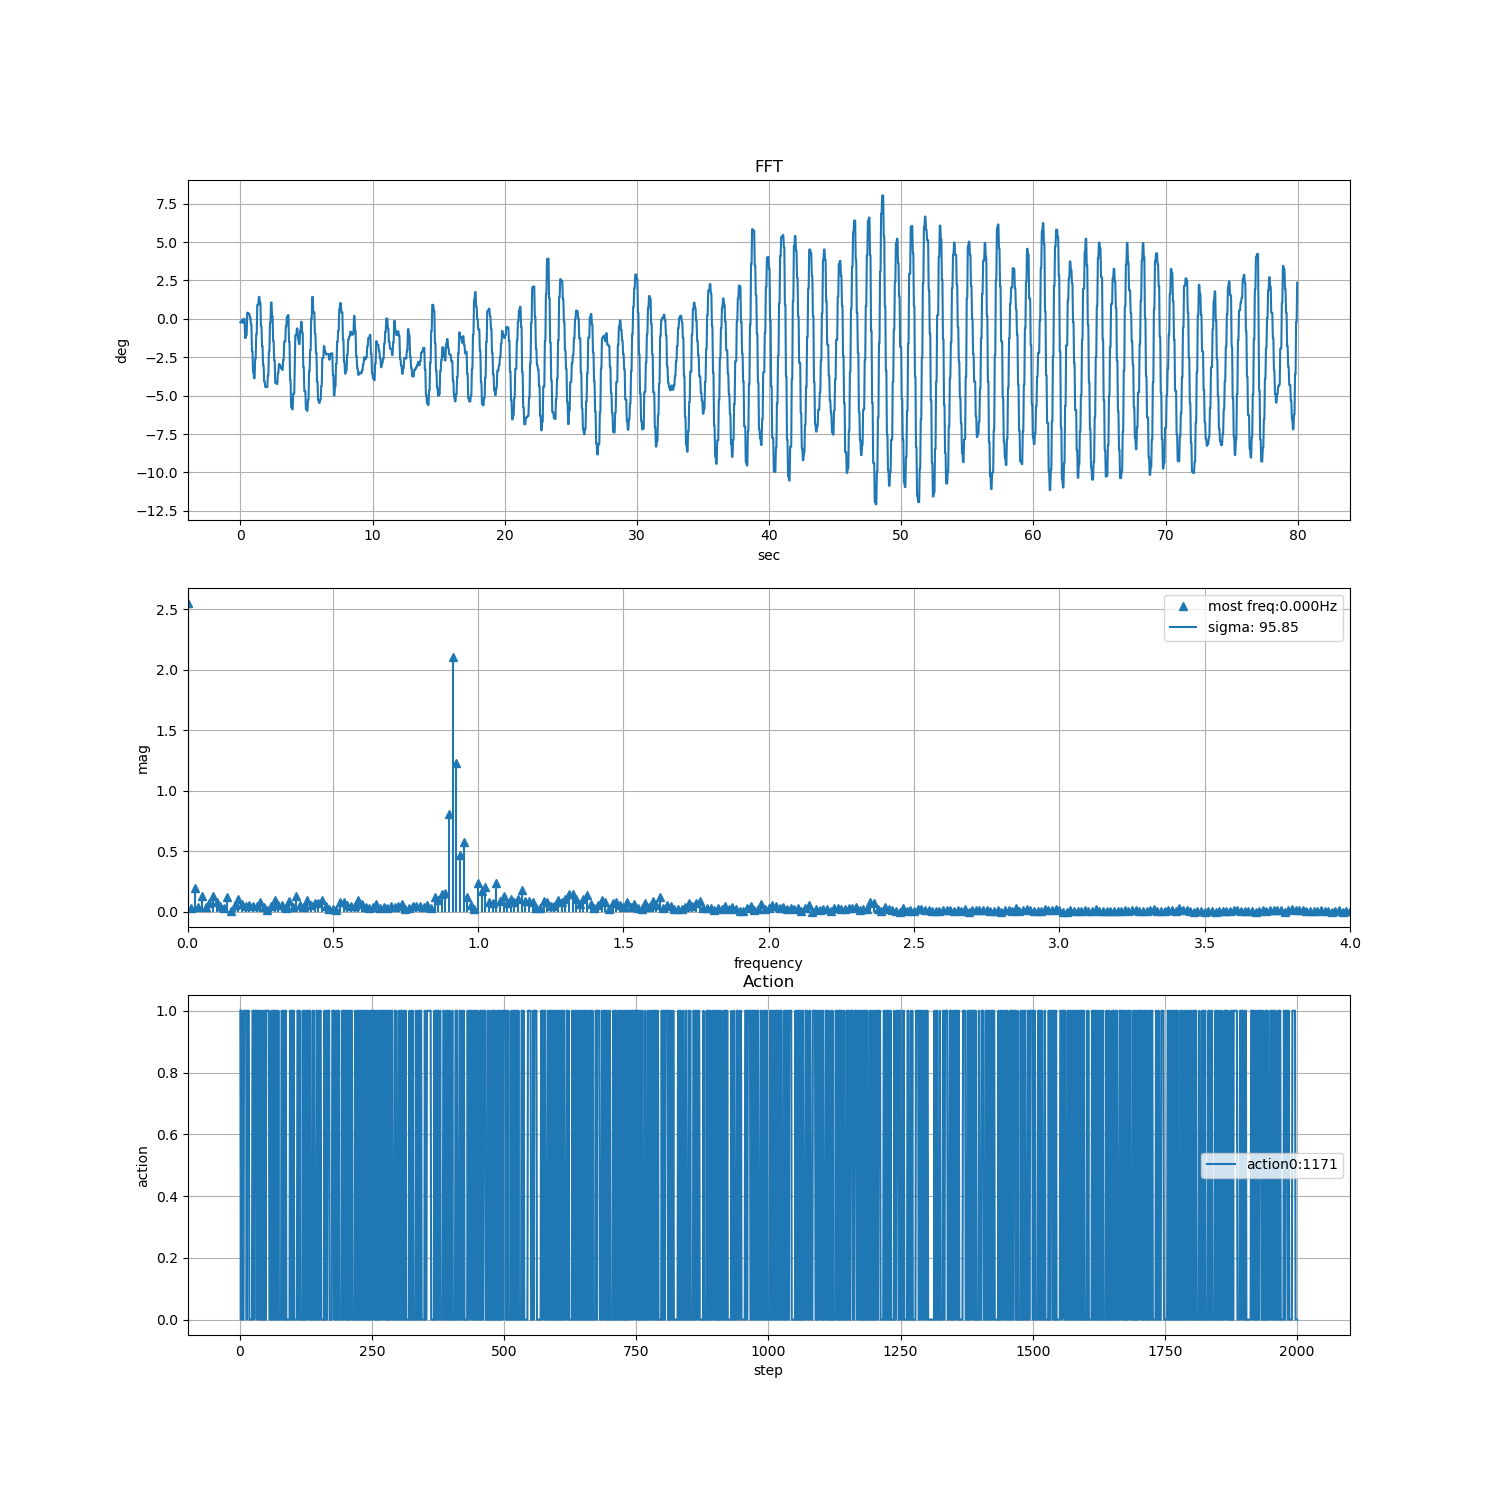 FFT
7.5
5.0
2.5
0.0
−2.5
−5.0
−7.5
−10.0
−12.5
deg
0 10 20 30 40 50 60 70 80
sec
most freq:0.000Hz
sigma: 95.85
2.5
2.0
1.5
1.0
0.5
0.0
mag
0.0 0.5 1.0 1.5 2.0 2.5 3.0 3.5 4.0
frequency
Action
1.0
0.8
0.6
0.4
0.2
0.0
action
action0:1171
0 250 500 750 1000 1250 1500 1750 2000
step